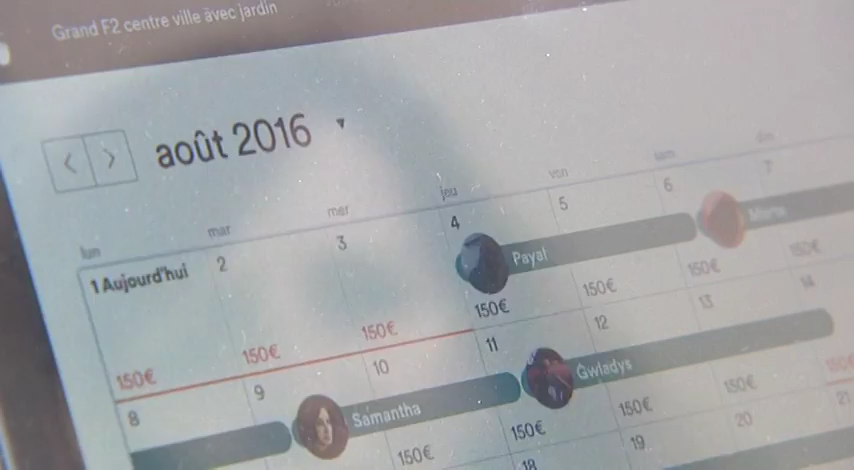 Grand F2 centre ville avec jardin
août 2016
lun mar mer jeu ven sam dim
1 Aujourd'hui 2 3 4 5 6 7
Payal Marie
150€ 150€ 150€ 150€ 150€ 150€ 150€
8 9 10 11 12 13 14
Samantha Gwladys
150€ 150€ 150€ 150€ 150€
18 19 20 21